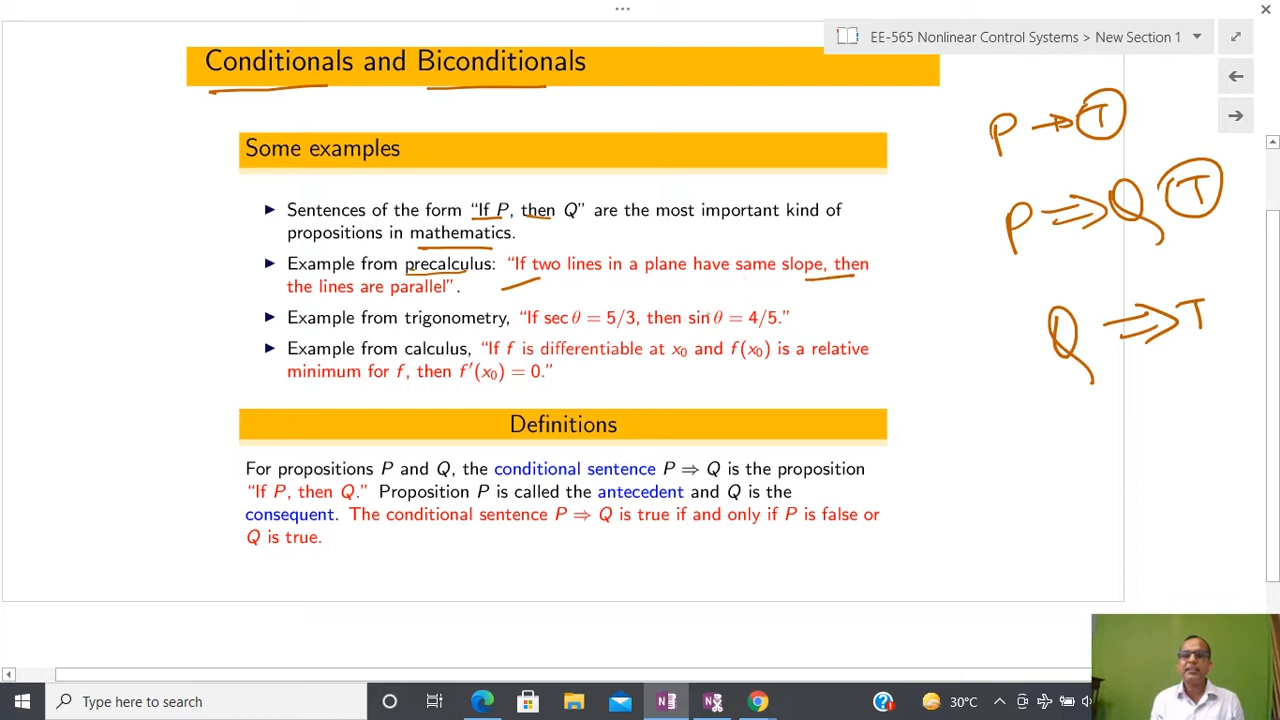 EE-565 Nonlinear Control Systems > New Section 1
Conditionals and Biconditionals
Some examples
Sentences of the form “If P, then Q” are the most important kind of
propositions in mathematics.
Example from precalculus: “If two lines in a plane have same slope, then
the lines are parallel”.
Example from trigonometry, “If sec θ = 5/3, then sin θ = 4/5.”
Example from calculus, “If f is differentiable at x₀ and f(x₀) is a relative
minimum for f, then f′(x₀) = 0.”
Definitions
For propositions P and Q, the conditional sentence P ⇒ Q is the proposition
“If P, then Q.” Proposition P is called the antecedent and Q is the
consequent. The conditional sentence P ⇒ Q is true if and only if P is false or
Q is true.
P → T
P ⇒ Q T
Q ⇒ T
Type here to search
30°C